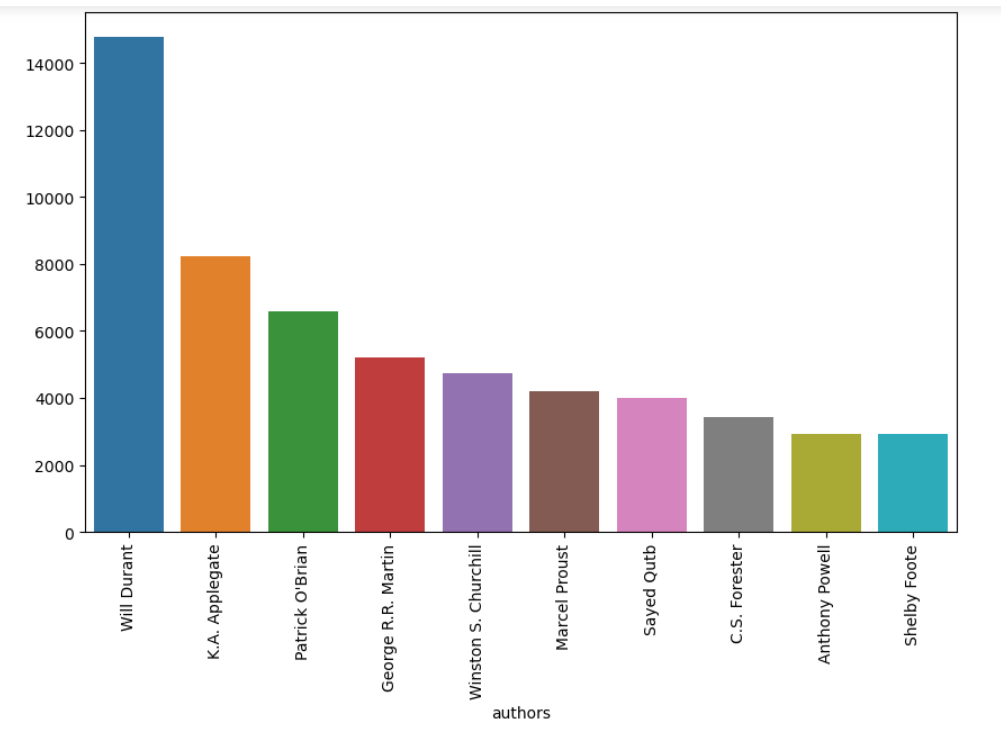 14000
12000
10000
8000
6000
4000
2000
0
Will Durant
K.A. Applegate
Patrick O'Brian
George R.R. Martin
Winston S. Churchill
Marcel Proust
Sayed Qutb
C.S. Forester
Anthony Powell
Shelby Foote
authors